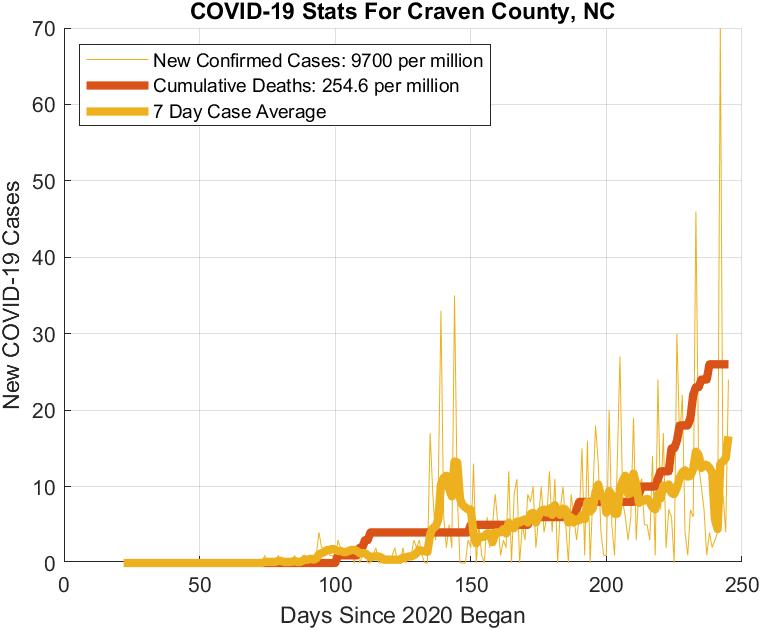 COVID-19 Stats For Craven County, NC
New Confirmed Cases: 9700 per million
Cumulative Deaths: 254.6 per million
7 Day Case Average
New COVID-19 Cases
70
60
50
40
30
20
10
0
0 50 100 150 200 250
Days Since 2020 Began